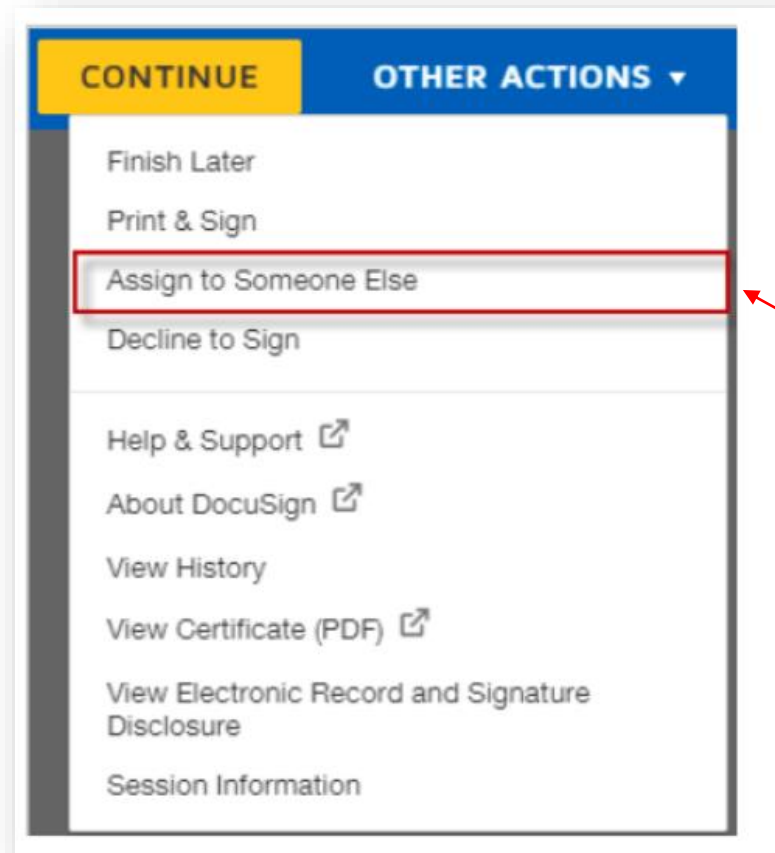 CONTINUE OTHER ACTIONS
Finish Later
Print & Sign
Assign to Someone Else
Decline to Sign
Help & Support
About DocuSign
View History
View Certificate (PDF)
View Electronic Record and Signature
Disclosure
Session Information